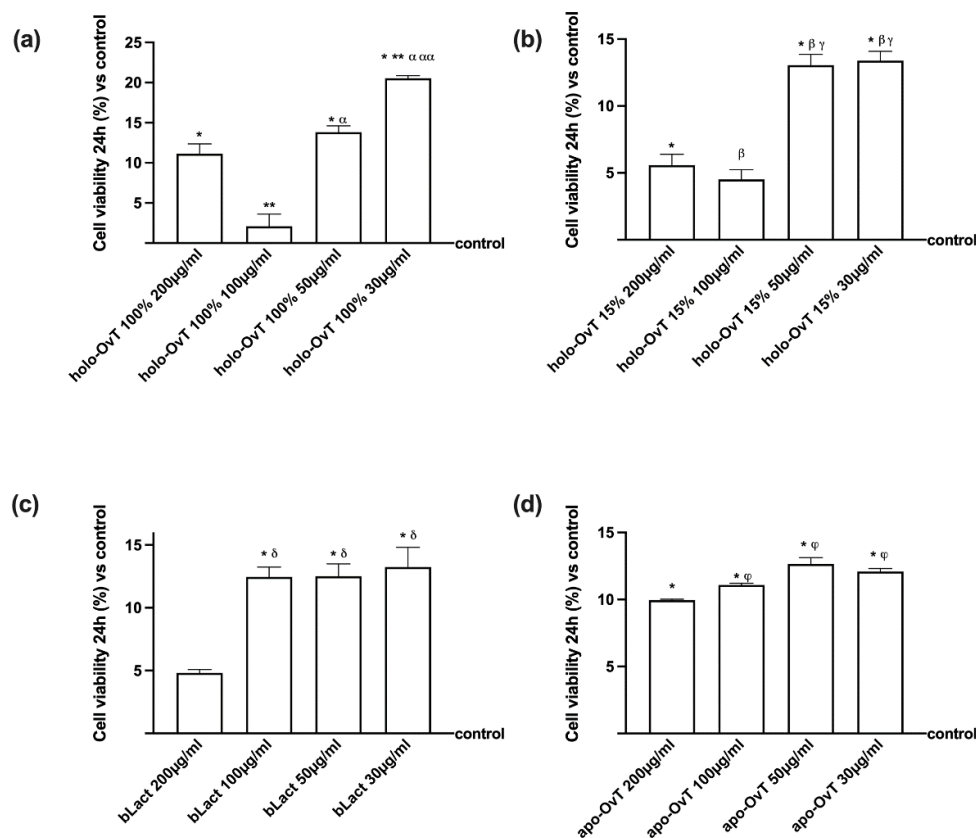 (a)
Cell viability 24h (%) vs control
25
20
15
10
5
*
**
* α
* ** α αα
control
holo-OvT 100% 200µg/ml
holo-OvT 100% 100µg/ml
holo-OvT 100% 50µg/ml
holo-OvT 100% 30µg/ml
(b)
Cell viability 24h (%) vs control
15
10
5
*
β
* β γ
* β γ
control
holo-OvT 15% 200µg/ml
holo-OvT 15% 100µg/ml
holo-OvT 15% 50µg/ml
holo-OvT 15% 30µg/ml
(c)
Cell viability 24h (%) vs control
15
10
5
* δ
* δ
* δ
control
bLact 200µg/ml
bLact 100µg/ml
bLact 50µg/ml
bLact 30µg/ml
(d)
Cell viability 24h (%) vs control
15
10
5
*
* φ
* φ
* φ
control
apo-OvT 200µg/ml
apo-OvT 100µg/ml
apo-OvT 50µg/ml
apo-OvT 30µg/ml